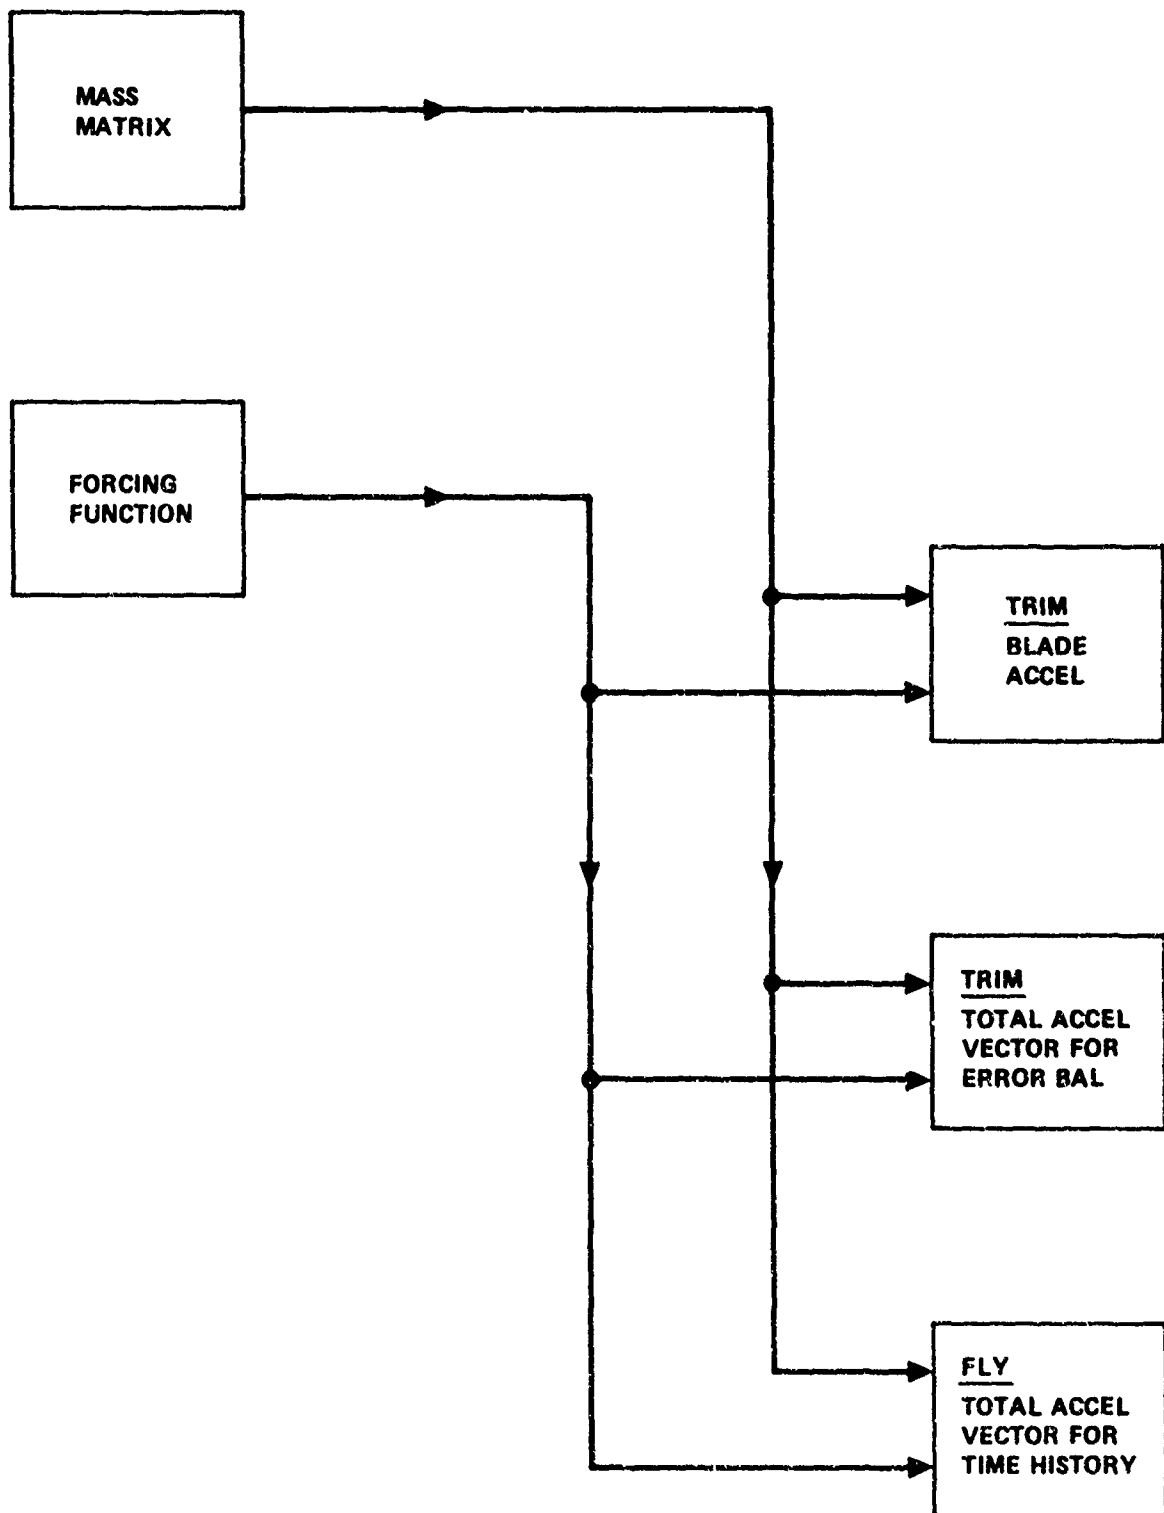 MASS
MATRIX
FORCING
FUNCTION
TRIM
BLADE
ACCEL
TRIM
TOTAL ACCEL
VECTOR FOR
ERROR BAL
FLY
TOTAL ACCEL
VECTOR FOR
TIME HISTORY